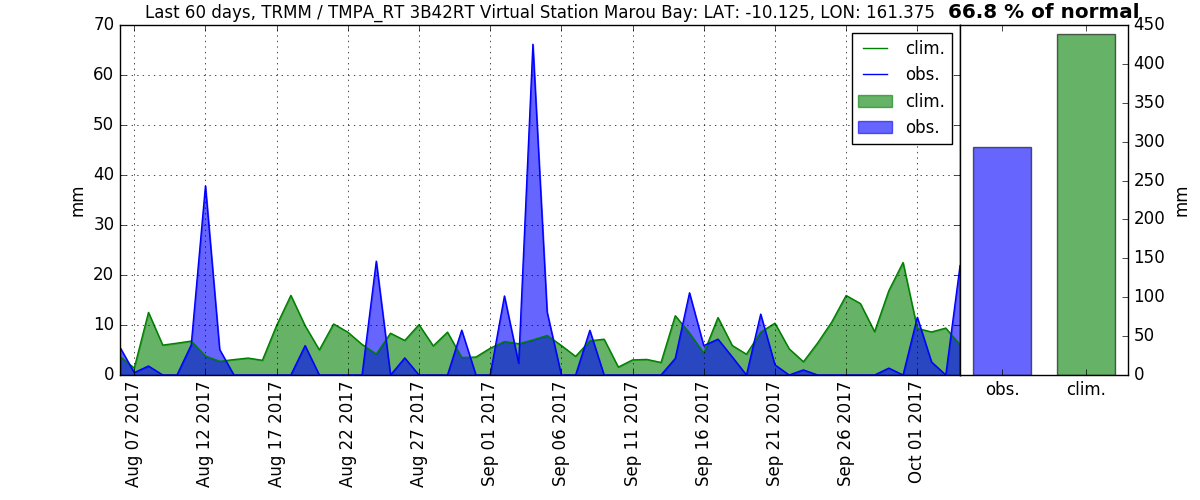 Last 60 days, TRMM / TMPA_RT 3B42RT Virtual Station Marou Bay: LAT: -10.125, LON: 161.375 66.8 % of normal
mm
70
60
50
40
30
20
10
0
clim.
obs.
clim.
obs.
450
400
350
300
250
200
150
100
50
0
mm
Aug 07 2017
Aug 12 2017
Aug 17 2017
Aug 22 2017
Aug 27 2017
Sep 01 2017
Sep 06 2017
Sep 11 2017
Sep 16 2017
Sep 21 2017
Sep 26 2017
Oct 01 2017
obs. clim.